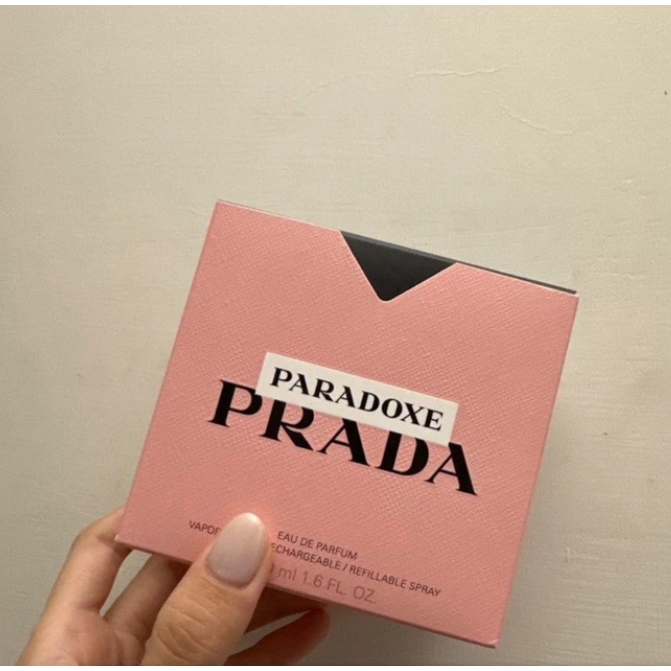 PARADOXE
PRADA
EAU DE PARFUM
RECHARGEABLE / REFILLABLE SPRAY
ml 1.6 FL. OZ.